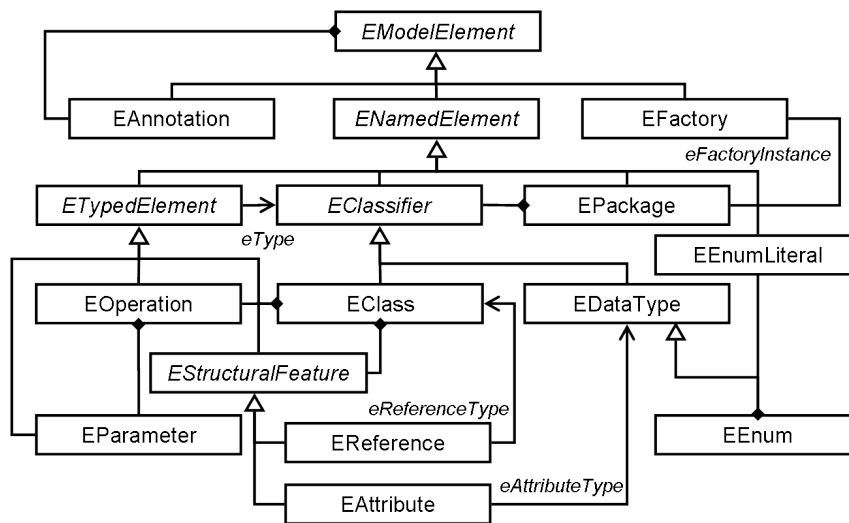 EModelElement
EAnnotation
ENamedElement
EFactory
eFactoryInstance
ETypedElement
EClassifier
EPackage
eType
EEnumLiteral
EOperation
EClass
EDataType
EStructuralFeature
eReferenceType
EParameter
EReference
EEnum
eAttributeType
EAttribute